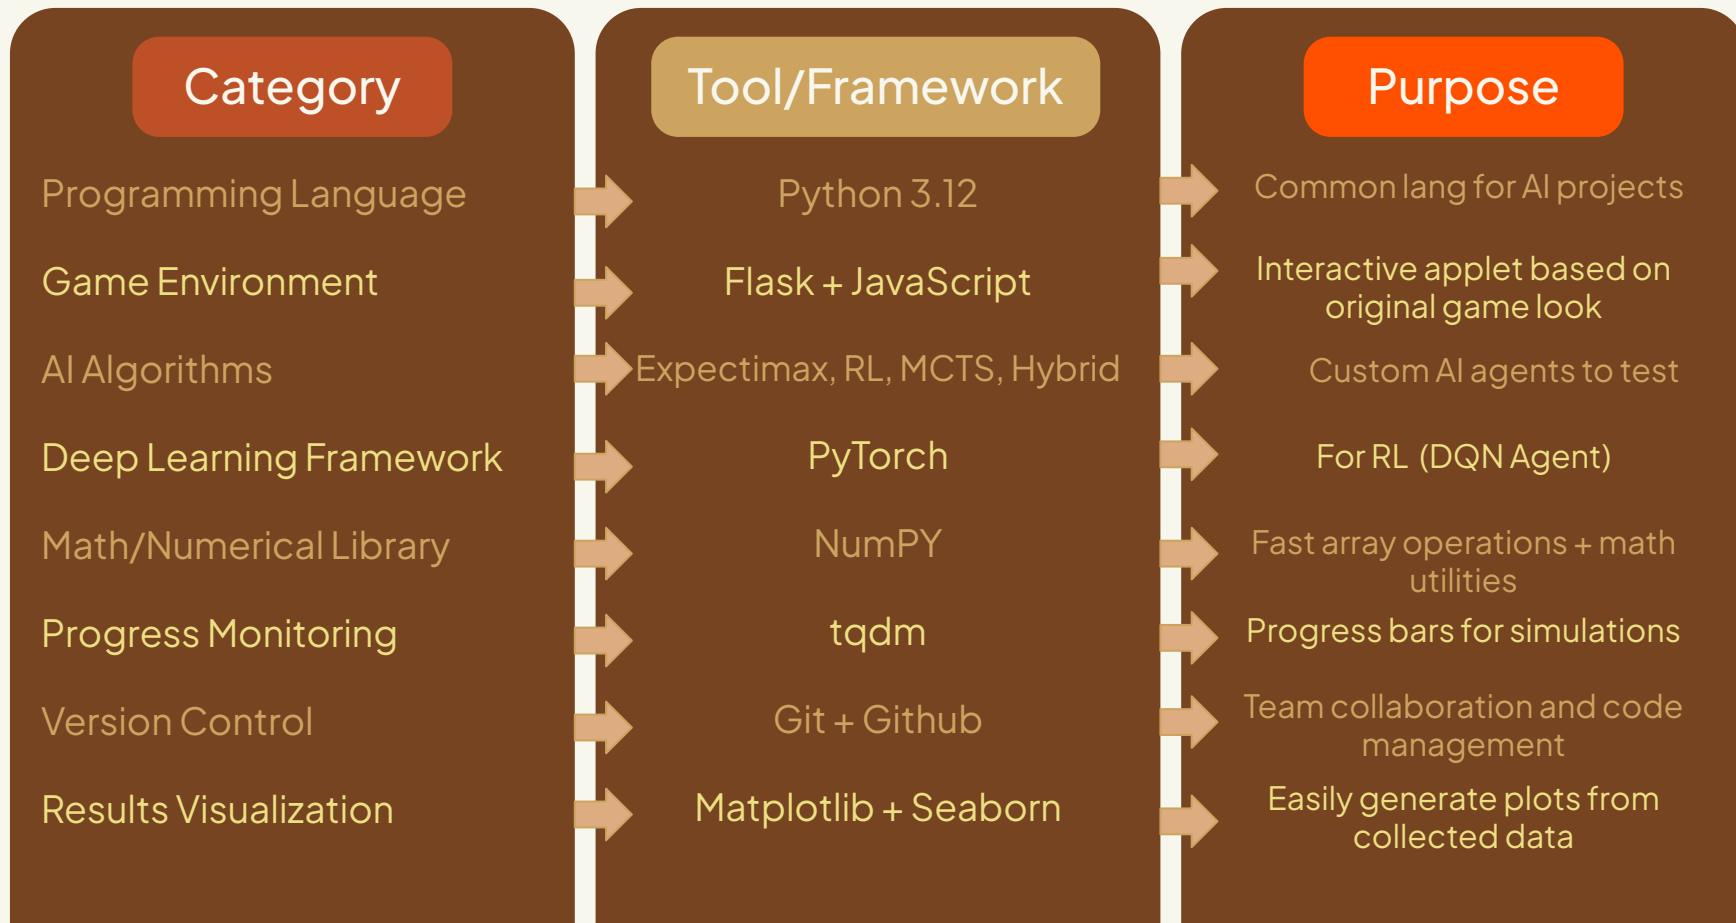 Category
Tool/Framework
Purpose
Programming Language
Python 3.12
Common lang for AI projects
Game Environment
Flask + JavaScript
Interactive applet based on
original game look
AI Algorithms
Expectimax, RL, MCTS, Hybrid
Custom AI agents to test
Deep Learning Framework
PyTorch
For RL (DQN Agent)
Math/Numerical Library
NumPY
Fast array operations + math
utilities
Progress Monitoring
tqdm
Progress bars for simulations
Version Control
Git + Github
Team collaboration and code
management
Results Visualization
Matplotlib + Seaborn
Easily generate plots from
collected data